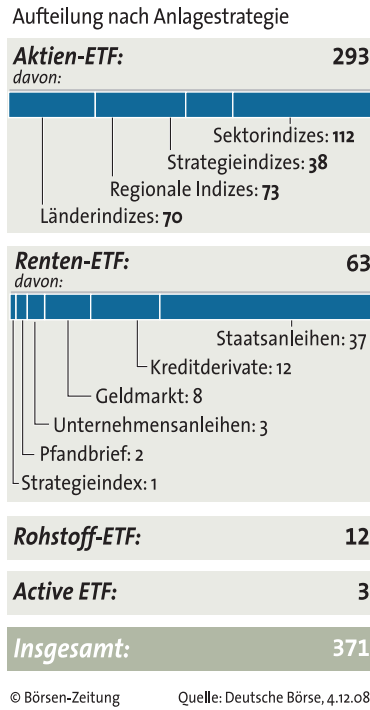 Aufteilung nach Anlagestrategie
Aktien-ETF: 293
davon:
Sektorindizes: 112
Strategieindizes: 38
Regionale Indizes: 73
Länderindizes: 70
Renten-ETF: 63
davon:
Staatsanleihen: 37
Kreditderivate: 12
Geldmarkt: 8
Unternehmensanleihen: 3
Pfandbrief: 2
Strategieindex: 1
Rohstoff-ETF: 12
Active ETF: 3
Insgesamt: 371
© Börsen-Zeitung Quelle: Deutsche Börse, 4.12.08